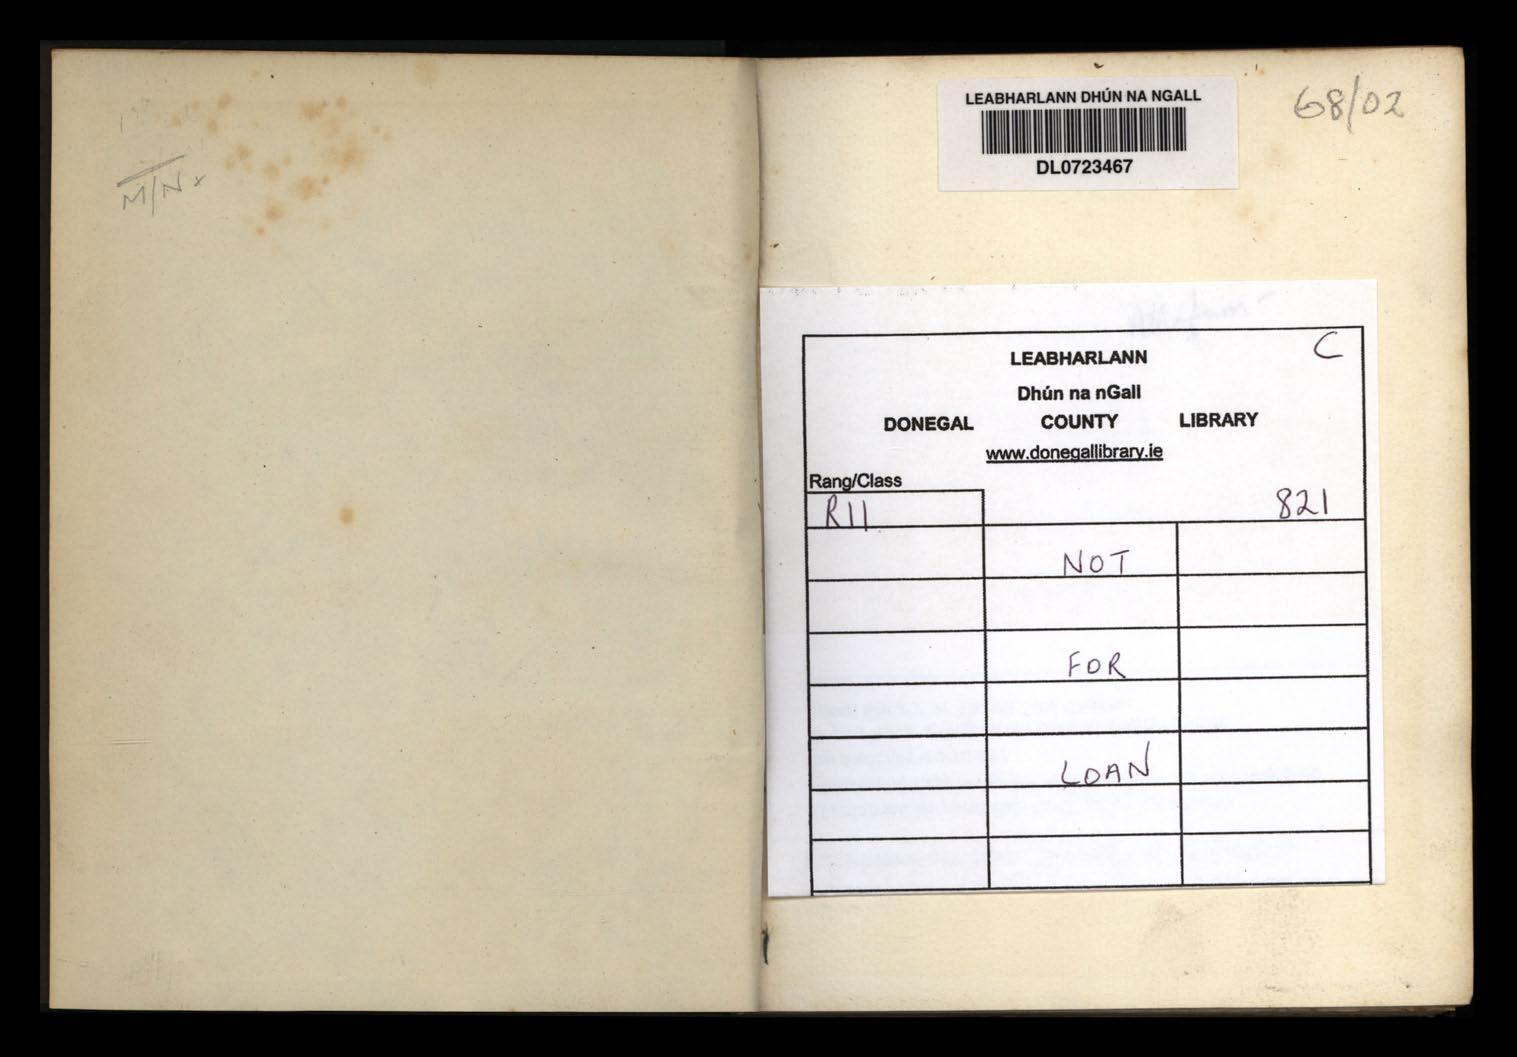 M/N x
LEABHARLANN DHÚN NA NGALL
DL0723467
68/02
C
LEABHARLANN
Dhún na nGall
DONEGAL COUNTY LIBRARY
www.donegallibrary.ie
Rang/Class
R11 821
NOT
FOR
LOAN